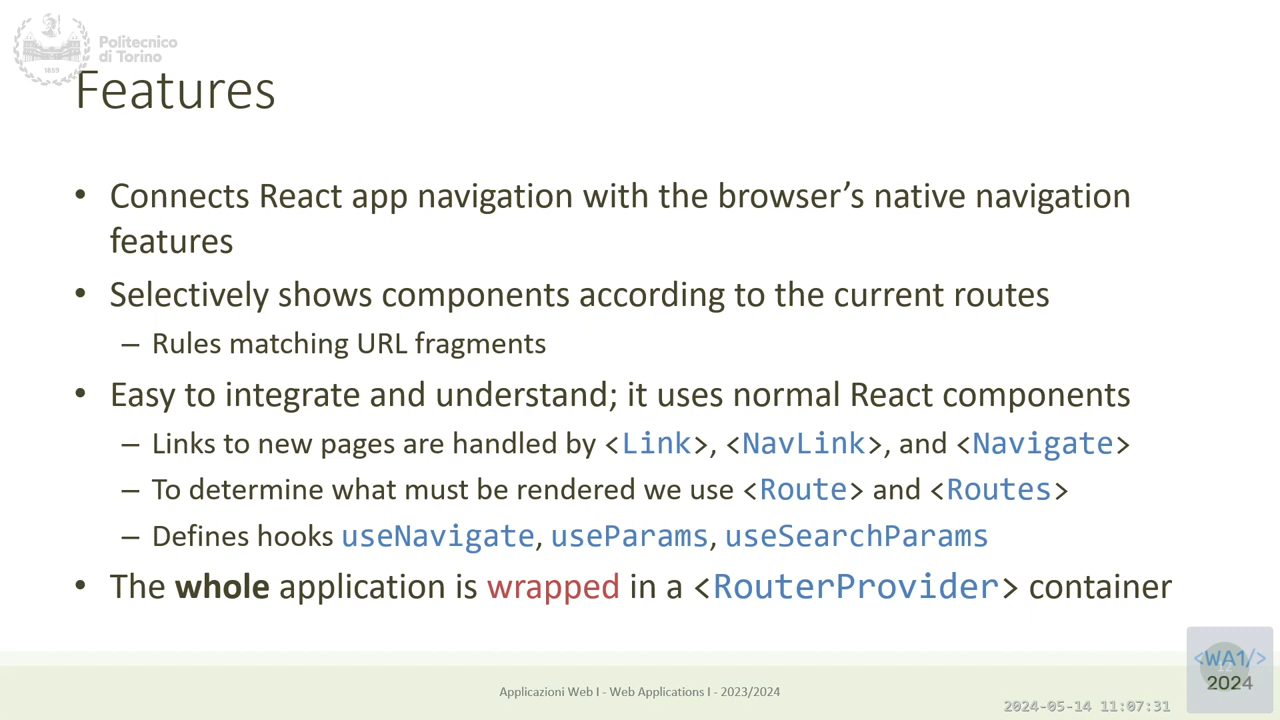 Politecnico
di Torino
1859
Features
• Connects React app navigation with the browser’s native navigation
features
• Selectively shows components according to the current routes
– Rules matching URL fragments
• Easy to integrate and understand; it uses normal React components
– Links to new pages are handled by <Link>, <NavLink>, and <Navigate>
– To determine what must be rendered we use <Route> and <Routes>
– Defines hooks useNavigate, useParams, useSearchParams
• The whole application is wrapped in a <RouterProvider> container
Applicazioni Web I - Web Applications I - 2023/2024
<WA1/>
12
2024
2024-05-14 11:07:31